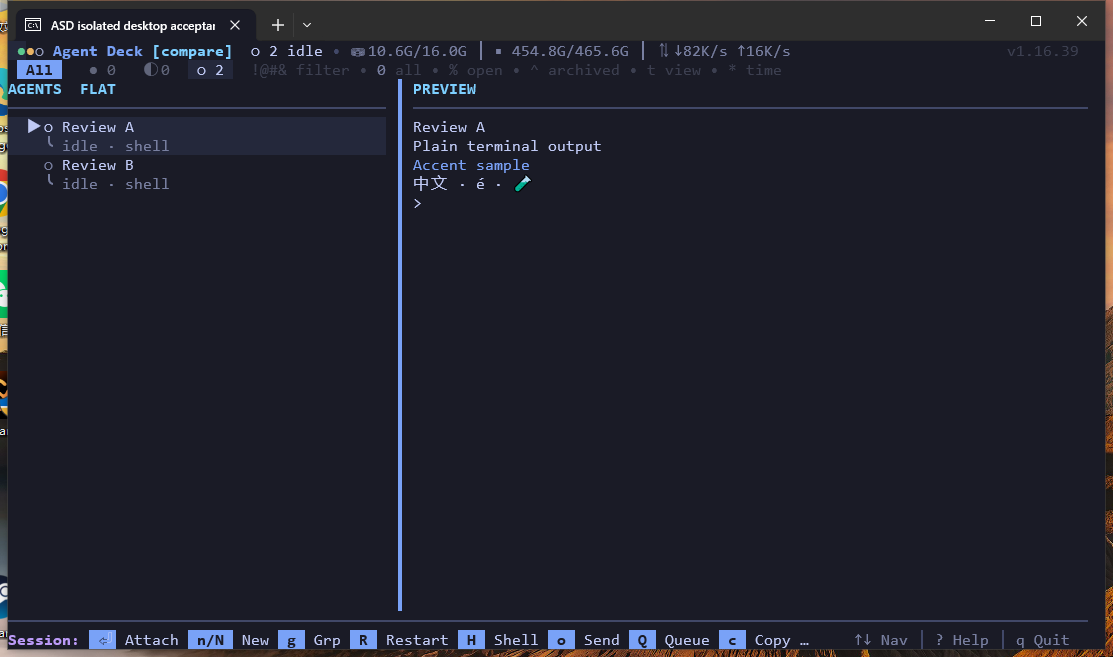 ASD isolated desktop acceptar
Agent Deck [compare] ○ 2 idle • 10.6G/16.0G │ ▪ 454.8G/465.6G │ ⇅ ↓82K/s ↑16K/s v1.16.39
All ● 0 ◐0 ○ 2 !@#& filter • 0 all • % open • ^ archived • t view • * time
AGENTS FLAT
PREVIEW
▶○ Review A
╰ idle · shell
○ Review B
╰ idle · shell
Review A
Plain terminal output
Accent sample
中文 · é · 🧪
>
Session: ⏎ Attach n/N New g Grp R Restart H Shell o Send Q Queue c Copy … ↑↓ Nav │ ? Help │ q Quit